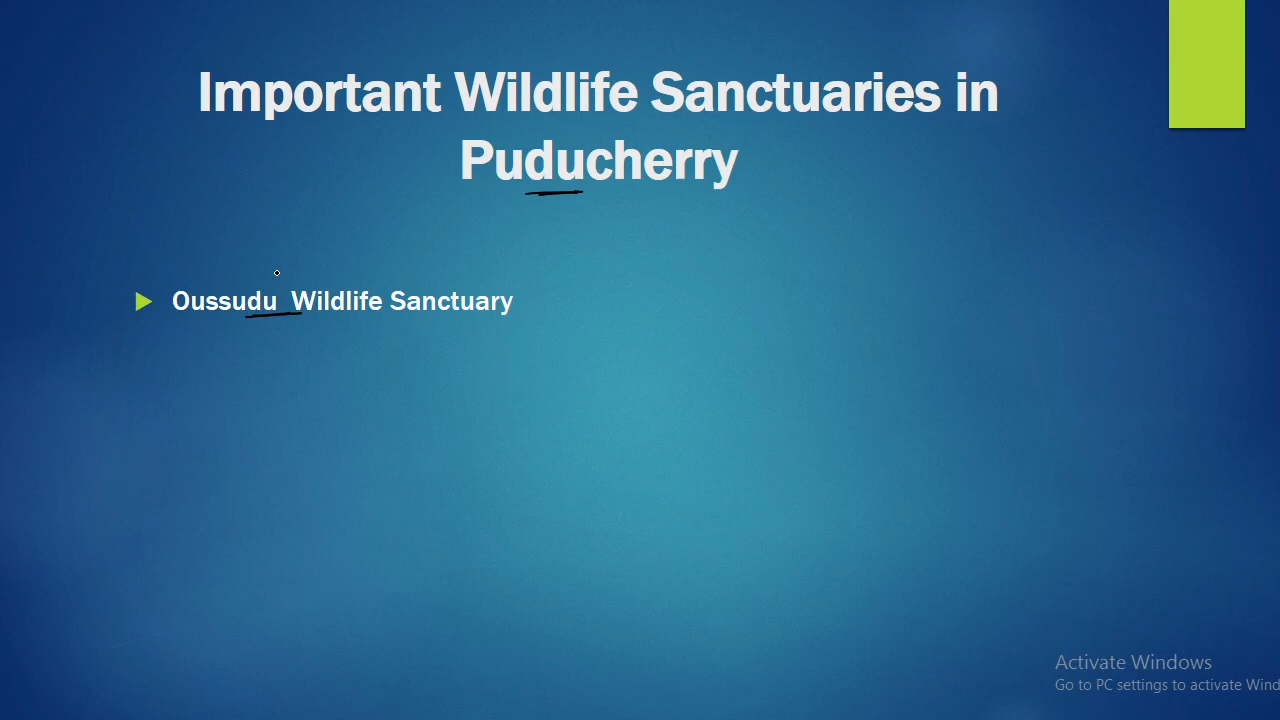 Important Wildlife Sanctuaries in
Puducherry
Oussudu Wildlife Sanctuary
Activate Windows
Go to PC settings to activate Wind